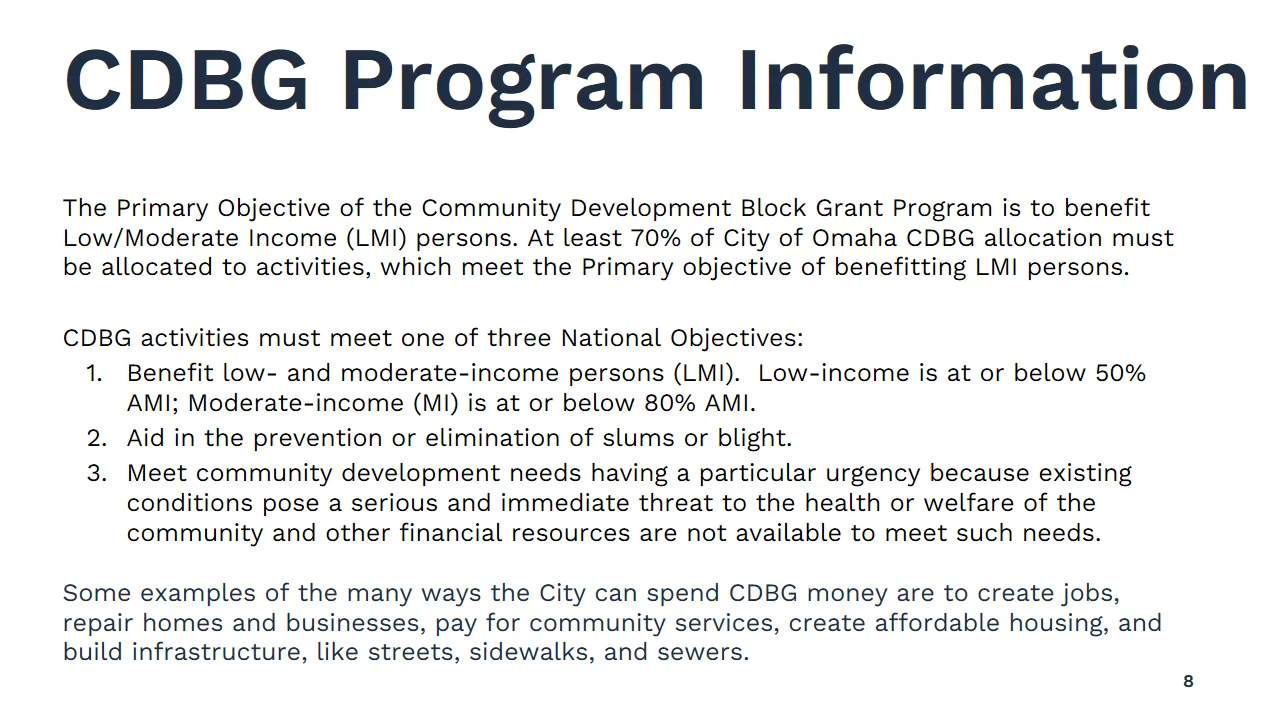 CDBG Program Information
The Primary Objective of the Community Development Block Grant Program is to benefit
Low/Moderate Income (LMI) persons. At least 70% of City of Omaha CDBG allocation must
be allocated to activities, which meet the Primary objective of benefitting LMI persons.
CDBG activities must meet one of three National Objectives:
1. Benefit low- and moderate-income persons (LMI).  Low-income is at or below 50%
AMI; Moderate-income (MI) is at or below 80% AMI.
2. Aid in the prevention or elimination of slums or blight.
3. Meet community development needs having a particular urgency because existing
conditions pose a serious and immediate threat to the health or welfare of the
community and other financial resources are not available to meet such needs.
Some examples of the many ways the City can spend CDBG money are to create jobs,
repair homes and businesses, pay for community services, create affordable housing, and
build infrastructure, like streets, sidewalks, and sewers.
8